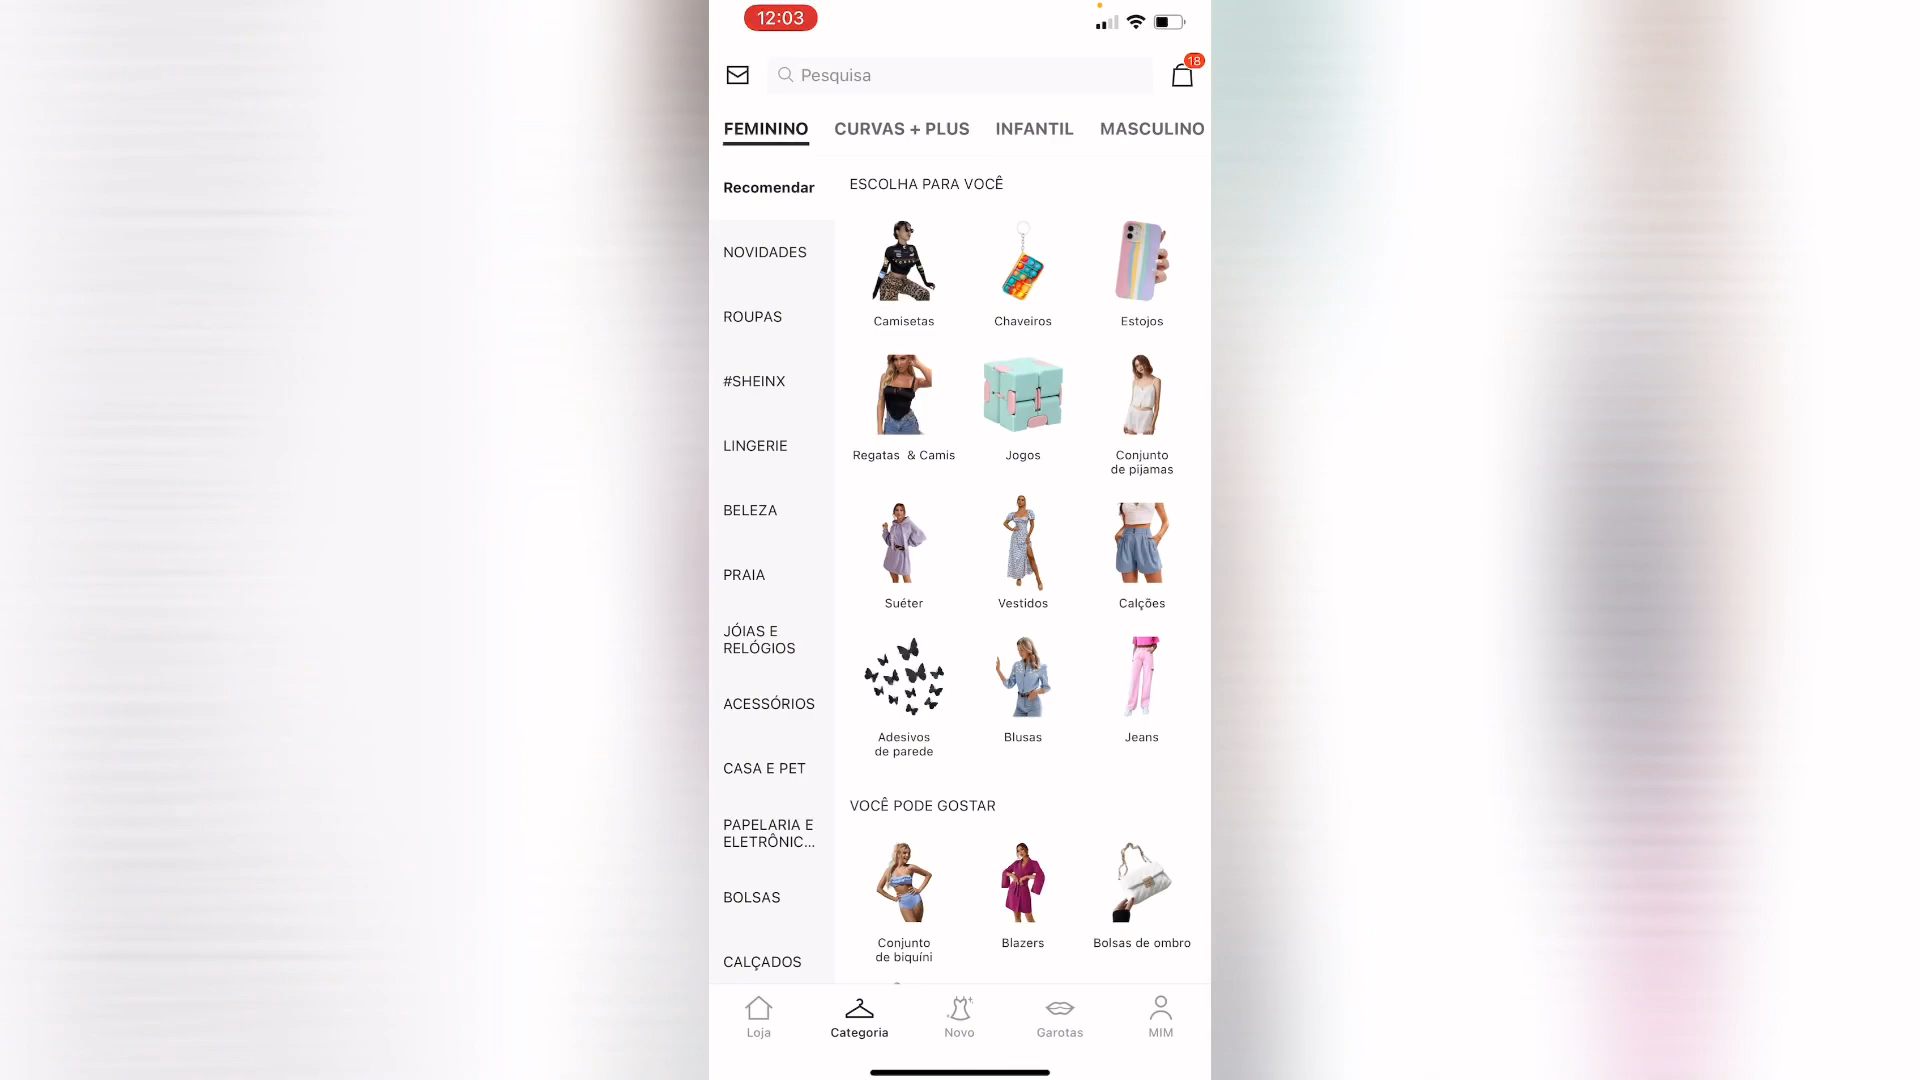 12:03
18
Pesquisa
FEMININO
CURVAS + PLUS
INFANTIL
MASCULINO
Recomendar
NOVIDADES
ROUPAS
#SHEINX
LINGERIE
BELEZA
PRAIA
JÓIAS E
RELÓGIOS
ACESSÓRIOS
CASA E PET
PAPELARIA E
ELETRÔNIC...
BOLSAS
CALÇADOS
ESCOLHA PARA VOCÊ
Camisetas
Chaveiros
Estojos
Regatas & Camis
Jogos
Conjunto
de pijamas
Suéter
Vestidos
Calções
Adesivos
de parede
Blusas
Jeans
VOCÊ PODE GOSTAR
Conjunto
de biquíni
Blazers
Bolsas de ombro
Loja
Categoria
Novo
Garotas
MIM